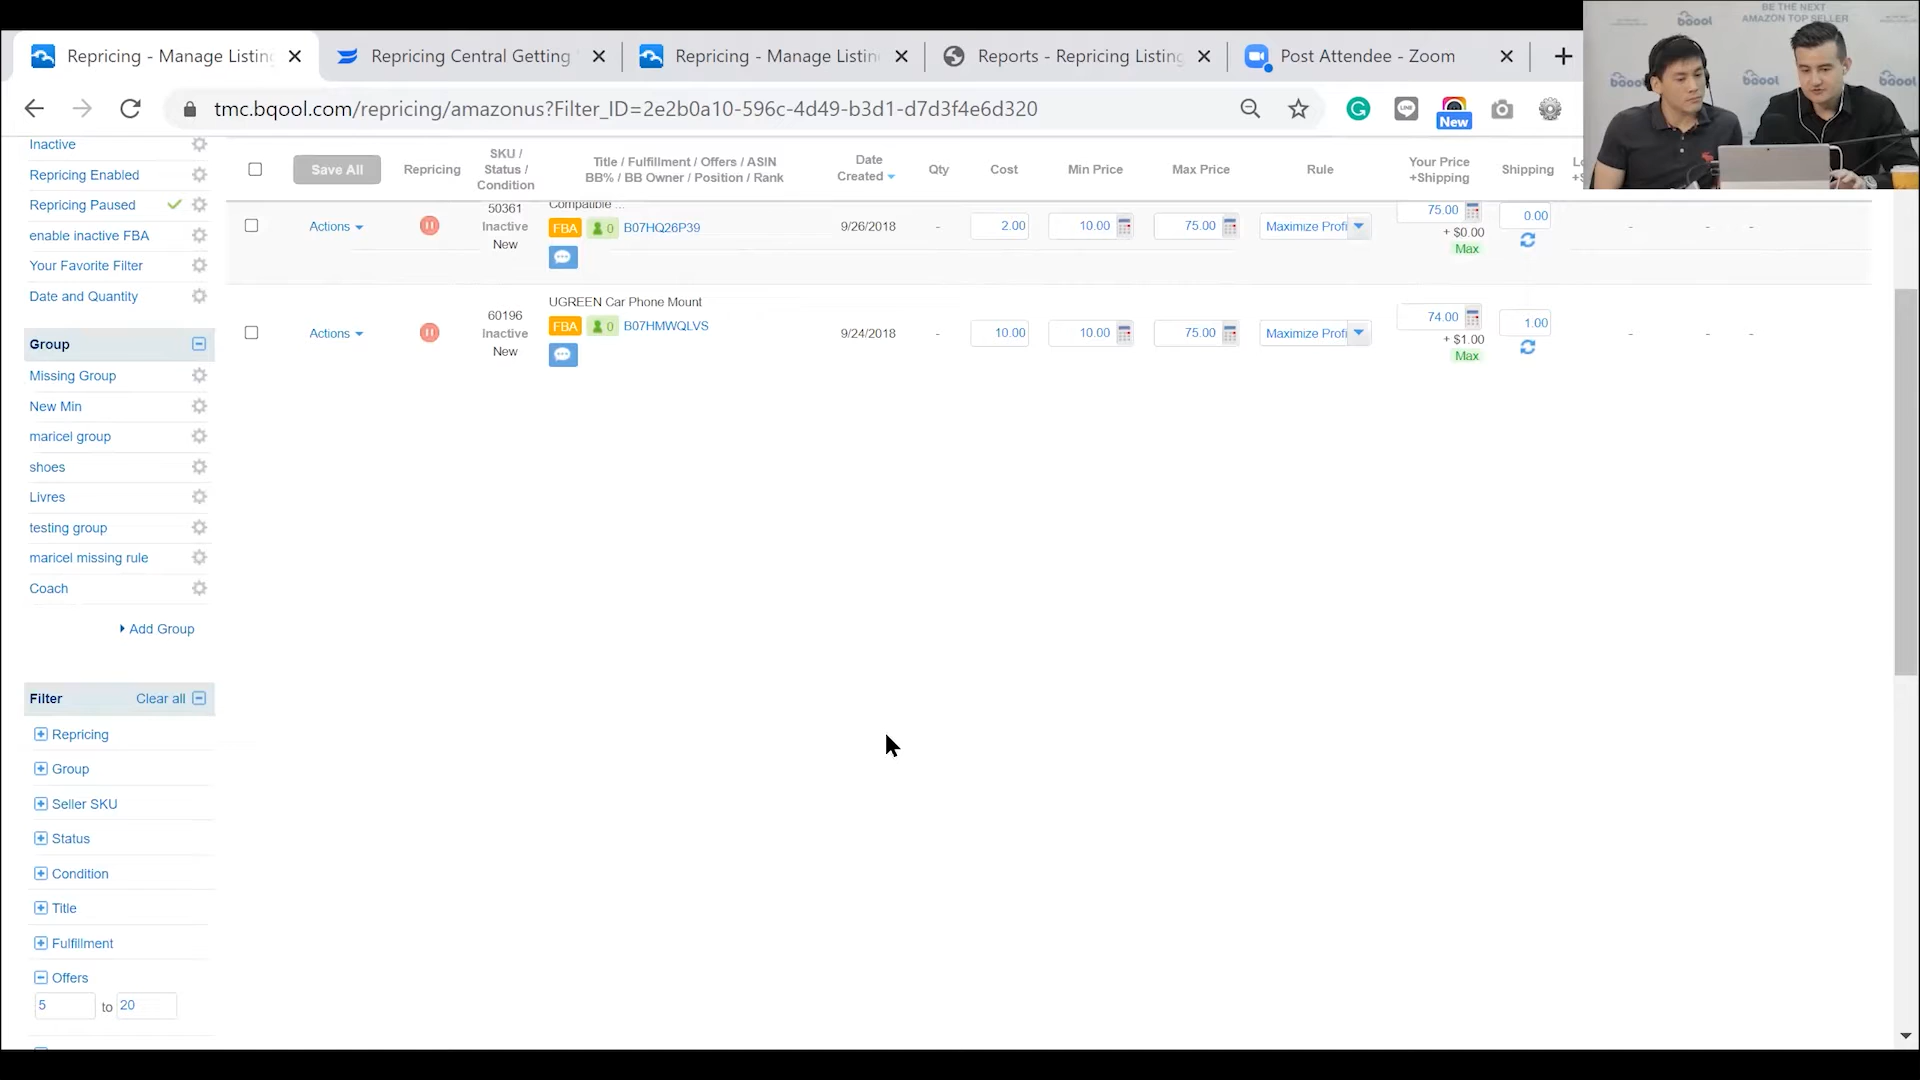 BE THE NEXT
AMAZON TOP SELLER
bqool
bqool
bqool
bqool
Repricing - Manage Listin
Repricing Central Getting
Repricing - Manage Listin
Reports - Repricing Listing
Post Attendee - Zoom
tmc.bqool.com/repricing/amazonus?Filter_ID=2e2b0a10-596c-4d49-b3d1-d7d3f4e6d320
New
Inactive
Repricing Enabled
Repricing Paused
enable inactive FBA
Your Favorite Filter
Date and Quantity
Group
Missing Group
New Min
maricel group
shoes
Livres
testing group
maricel missing rule
Coach
Add Group
Filter Clear all
Repricing
Group
Seller SKU
Status
Condition
Title
Fulfillment
Offers
5 to 20
Save All
Repricing
SKU /
Status /
Condition
Title / Fulfillment / Offers / ASIN
BB% / BB Owner / Position / Rank
Date
Created
Qty
Cost
Min Price
Max Price
Rule
Your Price
+Shipping
Shipping
Actions
50361
Inactive
New
Compatible ...
FBA 0 B07HQ26P39
9/26/2018
-
2.00
10.00
75.00
Maximize Profi
75.00
+ $0.00
Max
0.00
- - -
Actions
60196
Inactive
New
UGREEN Car Phone Mount
FBA 0 B07HMWQLVS
9/24/2018
-
10.00
10.00
75.00
Maximize Profi
74.00
+ $1.00
Max
1.00
- - -